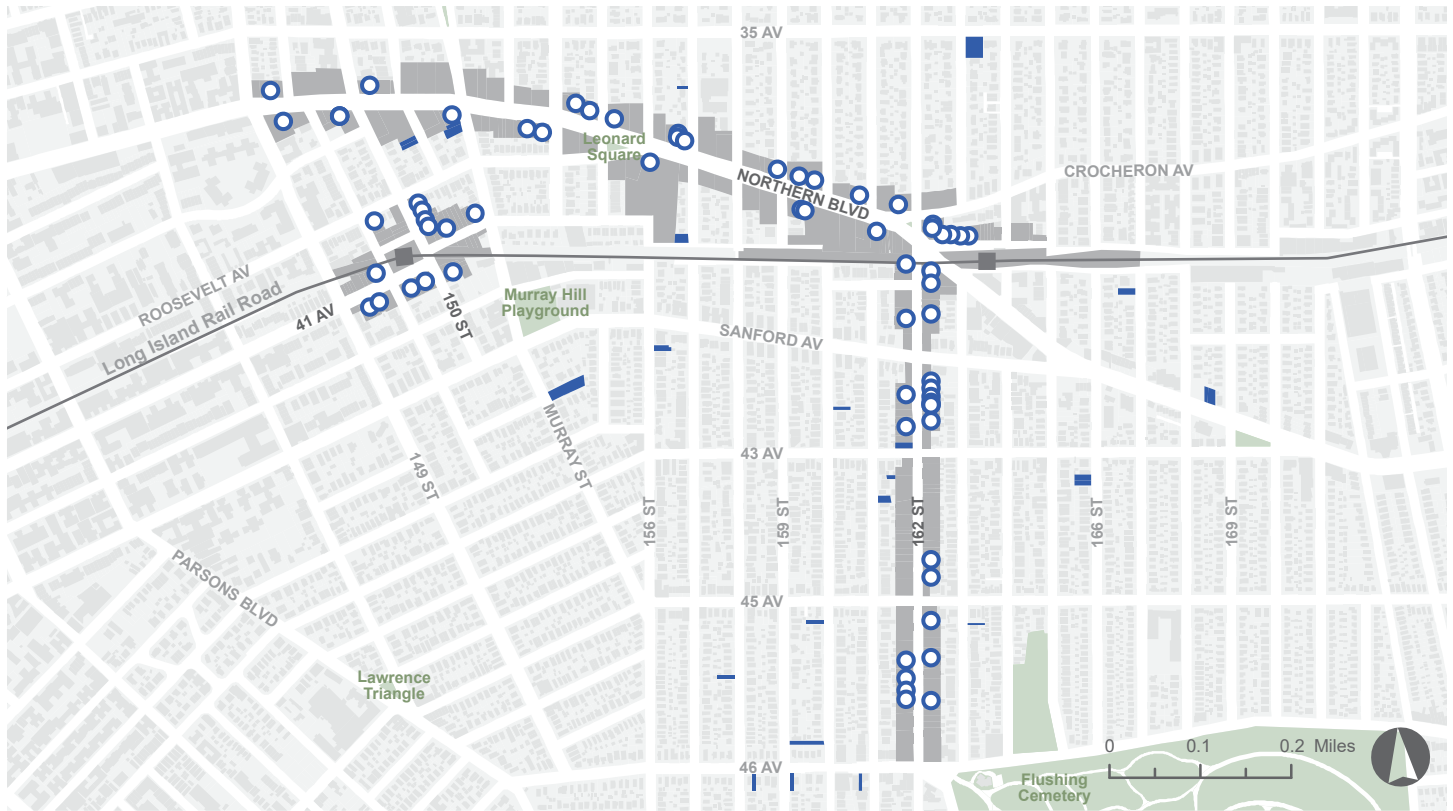 35 AV
Leonard
Square
CROCHERON AV
NORTHERN BLVD
ROOSEVELT AV
Long Island Rail Road
41 AV
150 ST
Murray Hill
Playground
SANFORD AV
MURRAY ST
149 ST
43 AV
156 ST
159 ST
162 ST
166 ST
169 ST
PARSONS BLVD
45 AV
Lawrence
Triangle
46 AV
Flushing
Cemetery
0 0.1 0.2 Miles